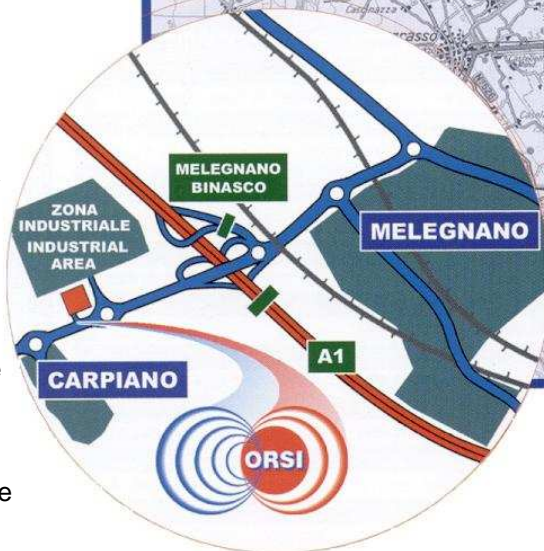 MELEGNANO
BINASCO
ZONA
INDUSTRIALE
INDUSTRIAL
AREA
MELEGNANO
A1
CARPIANO
ORSI
e
e